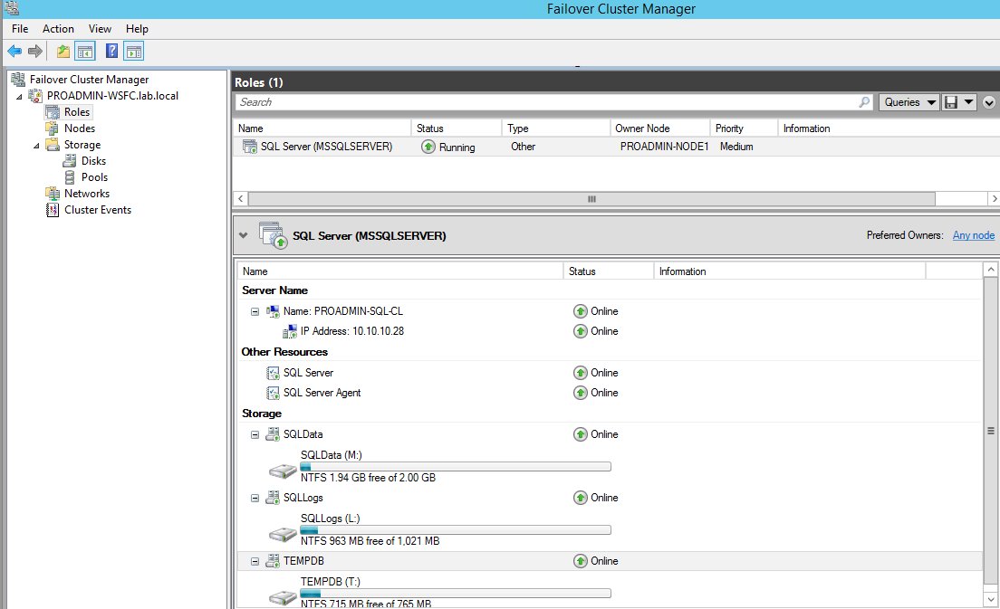 Failover Cluster Manager
File Action View Help
Failover Cluster Manager
PROADMIN-WSFC.lab.local
Roles
Nodes
Storage
Disks
Pools
Networks
Cluster Events
Roles (1)
Search
Queries
Name Status Type Owner Node Priority Information
SQL Server (MSSQLSERVER) Running Other PROADMIN-NODE1 Medium
SQL Server (MSSQLSERVER) Preferred Owners: Any node
Name Status Information
Server Name
Name: PROADMIN-SQL-CL Online
IP Address: 10.10.10.28 Online
Other Resources
SQL Server Online
SQL Server Agent Online
Storage
SQLData Online
SQLData (M:)
NTFS 1.94 GB free of 2.00 GB
SQLLogs Online
SQLLogs (L:)
NTFS 963 MB free of 1,021 MB
TEMPDB Online
TEMPDB (T:)
NTFS 715 MB free of 765 MB